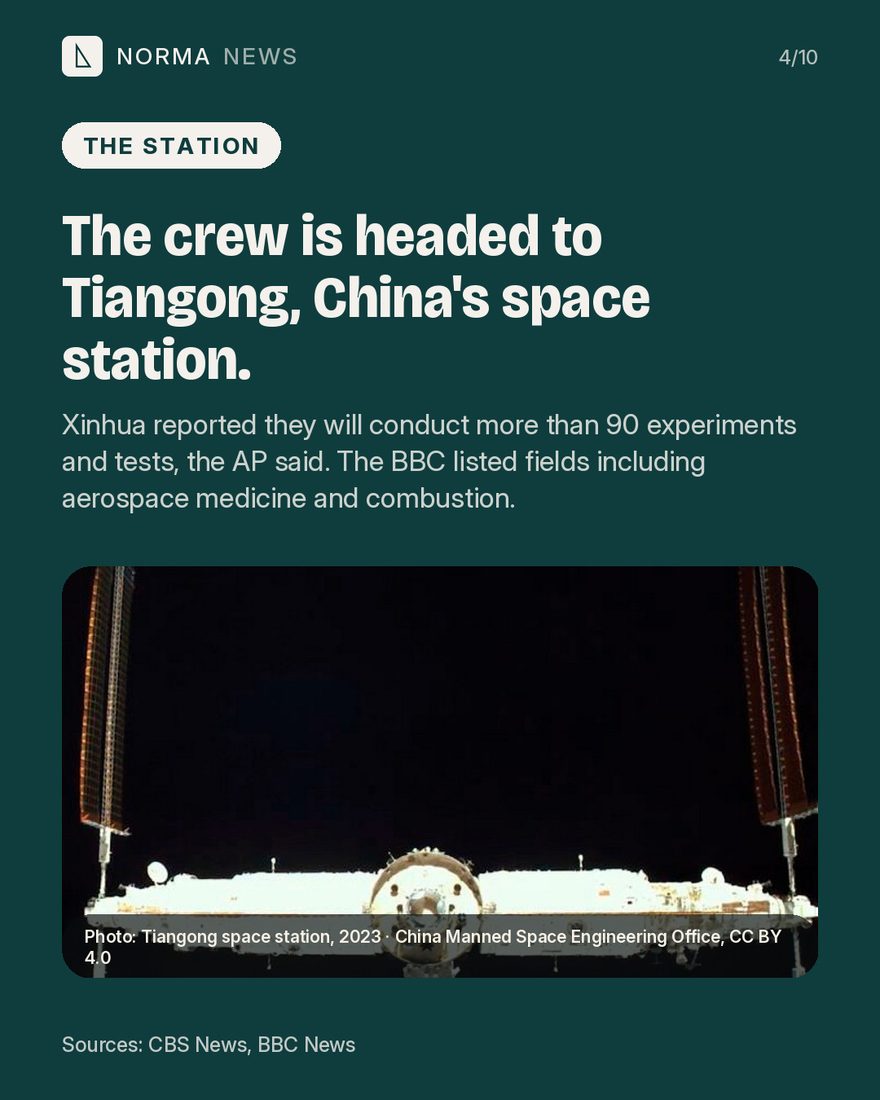 NORMA NEWS
4/10
THE STATION
The crew is headed to
Tiangong, China's space
station.
Xinhua reported they will conduct more than 90 experiments
and tests, the AP said. The BBC listed fields including
aerospace medicine and combustion.
Photo: Tiangong space station, 2023 · China Manned Space Engineering Office, CC BY
4.0
Sources: CBS News, BBC News